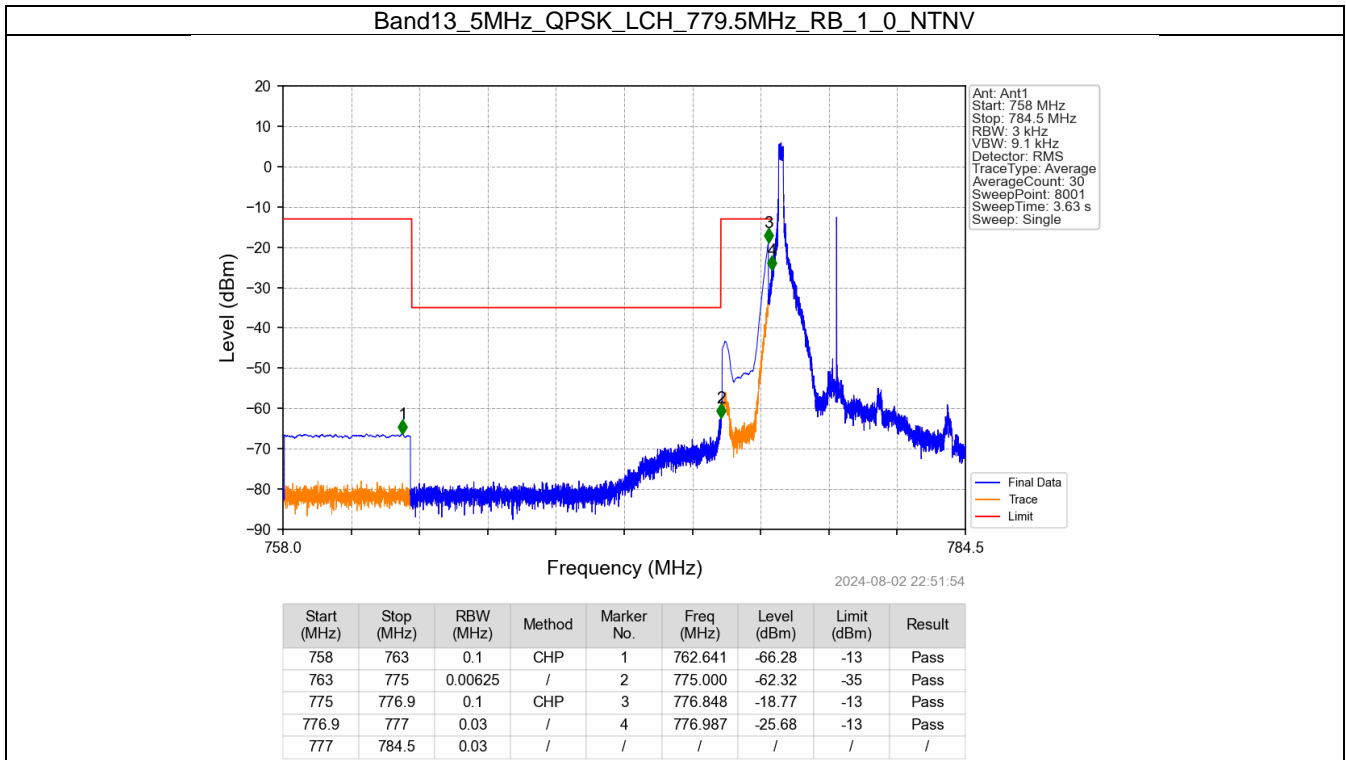 Band13_5MHz_QPSK_LCH_779.5MHz_RB_1_0_NTNV
Ant: Ant1
Start: 758 MHz
Stop: 784.5 MHz
RBW: 3 kHz
VBW: 9.1 kHz
Detector: RMS
TraceType: Average
AverageCount: 30
SweepPoint: 8001
SweepTime: 3.63 s
Sweep: Single
20
10
0
−10
−20
−30
−40
−50
−60
−70
−80
−90
Level (dBm)
1
2
3
4
Final Data
Trace
Limit
758.0
784.5
Frequency (MHz)
2024-08-02 22:51:54
Start (MHz) Stop (MHz) RBW (MHz) Method Marker No. Freq (MHz) Level (dBm) Limit (dBm) Result
758 763 0.1 CHP 1 762.641 -66.28 -13 Pass
763 775 0.00625 / 2 775.000 -62.32 -35 Pass
775 776.9 0.1 CHP 3 776.848 -18.77 -13 Pass
776.9 777 0.03 / 4 776.987 -25.68 -13 Pass
777 784.5 0.03 / / / / / /